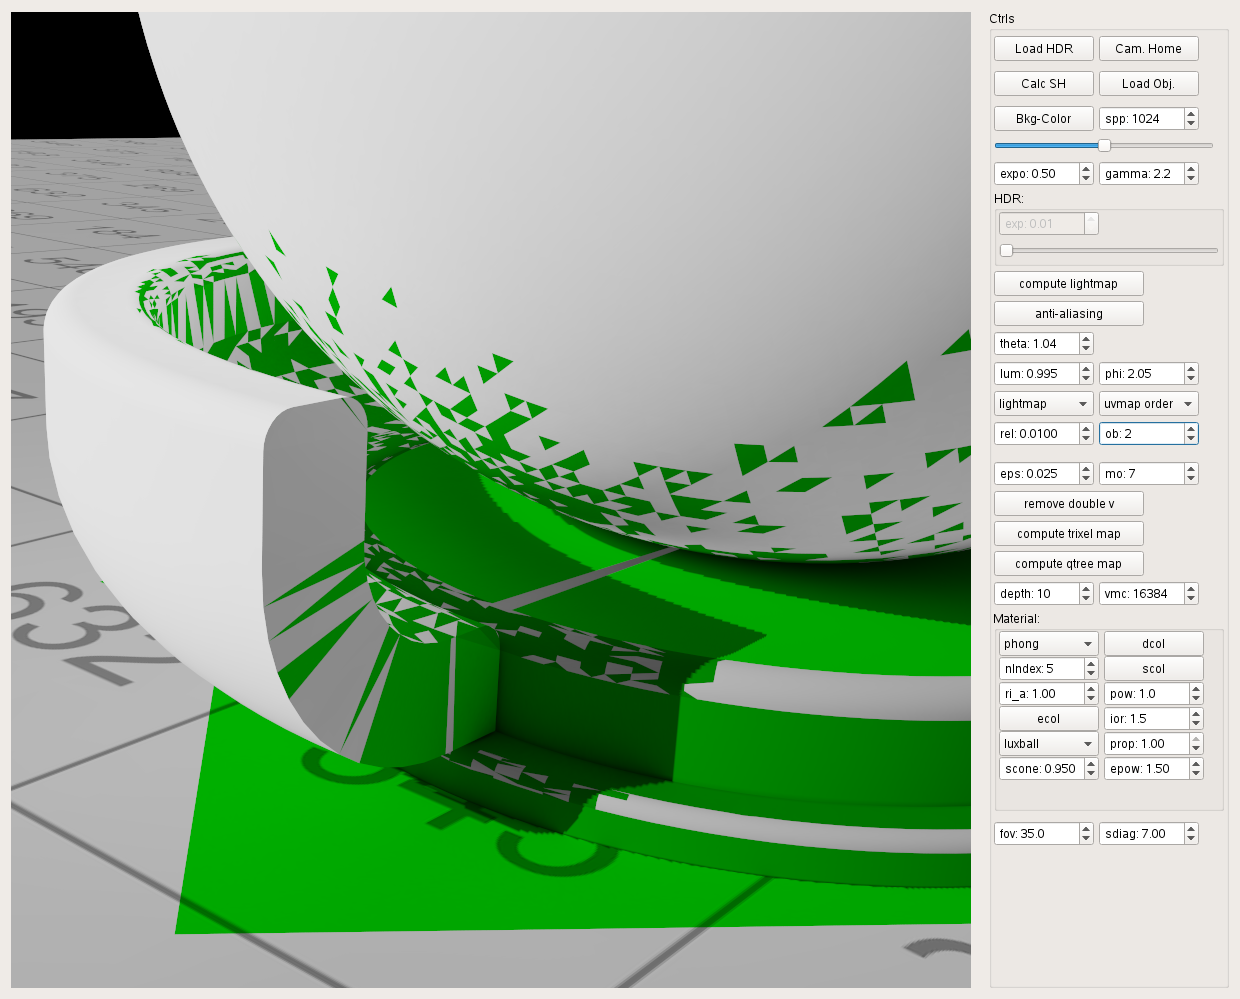 Ctrls
Load HDR Cam. Home
Calc SH Load Obj.
Bkg-Color spp: 1024
expo: 0.50 gamma: 2.2
HDR:
exp: 0.01
compute lightmap
anti-aliasing
theta: 1.04
lum: 0.995 phi: 2.05
lightmap uvmap order
rel: 0.0100 ob: 2
eps: 0.025 mo: 7
remove double v
compute trixel map
compute qtree map
depth: 10 vmc: 16384
Material:
phong dcol
nIndex: 5 scol
ri_a: 1.00 pow: 1.0
ecol ior: 1.5
luxball prop: 1.00
scone: 0.950 epow: 1.50
fov: 35.0 sdiag: 7.00